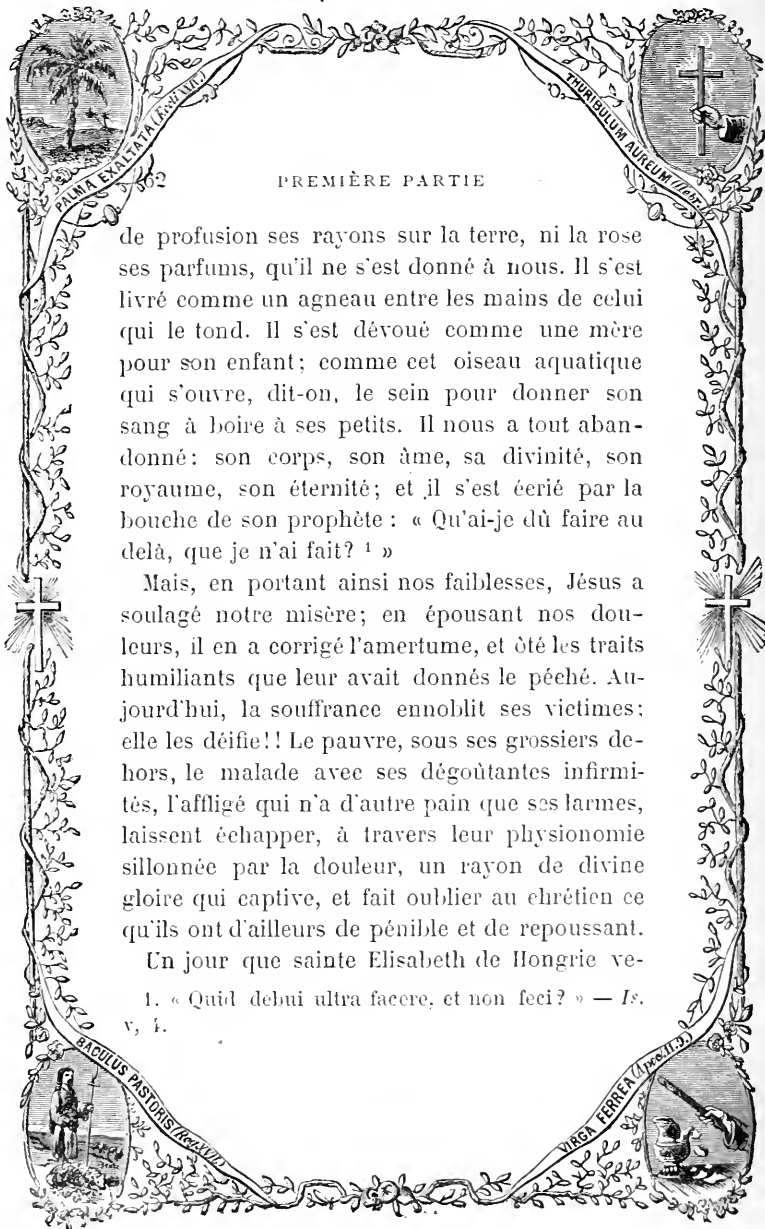 PALMA EXALTATA
THURIBULUM AUREUM
62 PREMIÈRE PARTIE
de profusion ses rayons sur la terre, ni la rose
ses parfums, qu'il ne s'est donné à nous. Il s'est
livré comme un agneau entre les mains de celui
qui le tond. Il s'est dévoué comme une mère
pour son enfant; comme cet oiseau aquatique
qui s'ouvre, dit-on, le sein pour donner son
sang à boire à ses petits. Il nous a tout aban-
donné: son corps, son âme, sa divinité, son
royaume, son éternité; et il s'est écrié par la
bouche de son prophète : « Qu'ai-je dû faire au
delà, que je n'ai fait? ¹ »
Mais, en portant ainsi nos faiblesses, Jésus a
soulagé notre misère; en épousant nos dou-
leurs, il en a corrigé l'amertume, et ôté les traits
humiliants que leur avait donnés le péché. Au-
jourd'hui, la souffrance ennoblit ses victimes;
elle les déifie!! Le pauvre, sous ses grossiers de-
hors, le malade avec ses dégoûtantes infirmi-
tés, l'affligé qui n'a d'autre pain que ses larmes,
laissent échapper, à travers leur physionomie
sillonnée par la douleur, un rayon de divine
gloire qui captive, et fait oublier au chrétien ce
qu'ils ont d'ailleurs de pénible et de repoussant.
Un jour que sainte Elisabeth de Hongrie ve-
1. « Quid debui ultra facere, et non feci? » — Is.
v, 4.
BACULUS PASTORIS
VIRGA FERREA (Apoc. II. 9.)